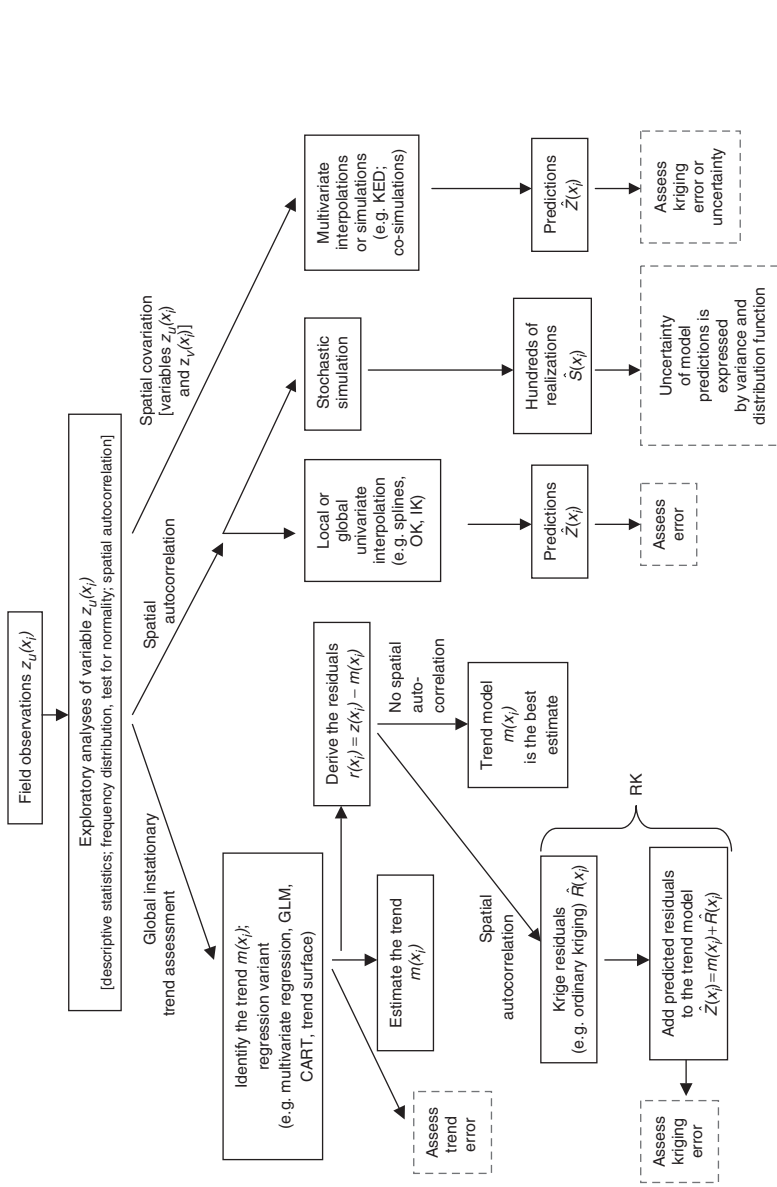 Field observations z_u(x_i)
Exploratory analyses of variable z_u(x_i)
[descriptive statistics; frequency distribution, test for normality; spatial autocorrelation]
Global instationary
trend assessment
Spatial
autocorrelation
Spatial covariation
[variables z_u(x_i)
and z_v(x_i)]
Identify the trend m(x_i);
regression variant
(e.g. multivariate regression, GLM,
CART, trend surface)
Assess
trend
error
Estimate the trend
m(x_i)
Derive the residuals
r(x_i) = z(x_i) − m(x_i)
No spatial
auto-
correlation
Trend model
m(x_i)
is the best
estimate
Spatial
autocorrelation
Krige residuals
(e.g. ordinary kriging) R̂(x_i)
Add predicted residuals
to the trend model
Ẑ(x_i)=m(x_i)+R̂(x_i)
RK
Assess
kriging
error
Local or
global
univariate
interpolation
(e.g. splines,
OK, IK)
Predictions
Ẑ(x_i)
Assess
error
Stochastic
simulation
Hundreds of
realizations
Ŝ(x_i)
Uncertainty
of model
predictions is
expressed
by variance and
distribution function
Multivariate
interpolations
or simulations
(e.g. KED;
co-simulations)
Predictions
Ẑ(x_i)
Assess
kriging
error or
uncertainty